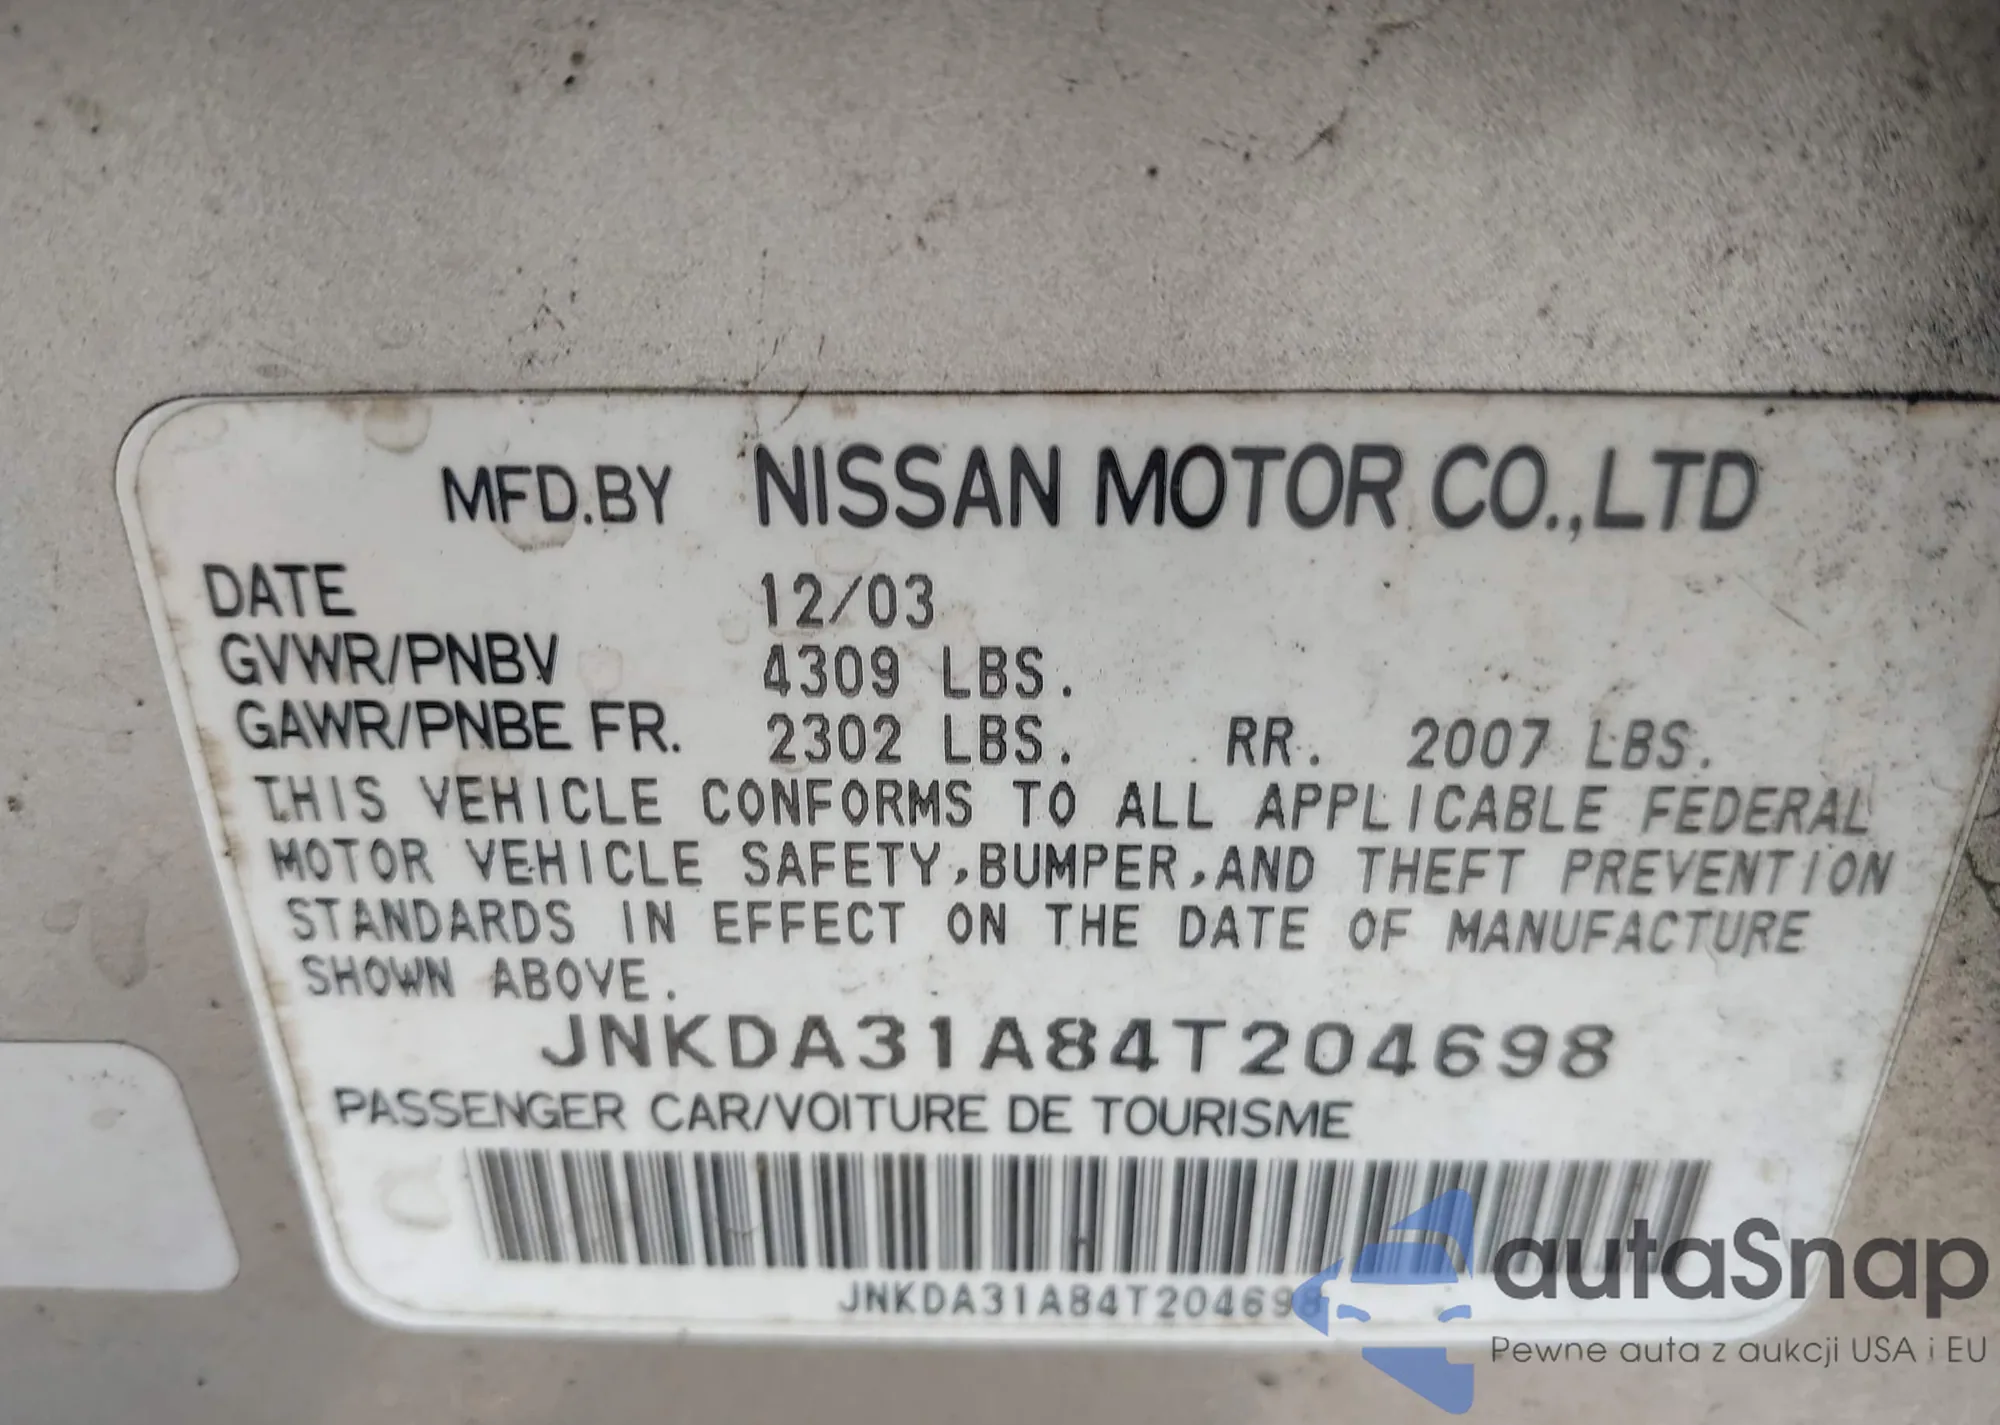 MFD.BY NISSAN MOTOR CO.,LTD
DATE 12/03
GVWR/PNBV 4309 LBS.
GAWR/PNBE FR. 2302 LBS. RR. 2007 LBS.
THIS VEHICLE CONFORMS TO ALL APPLICABLE FEDERAL
MOTOR VEHICLE SAFETY,BUMPER,AND THEFT PREVENTION
STANDARDS IN EFFECT ON THE DATE OF MANUFACTURE
SHOWN ABOVE.
JNKDA31A84T204698
PASSENGER CAR/VOITURE DE TOURISME
JNKDA31A84T204698
autaSnap
Pewne auta z aukcji USA i EU